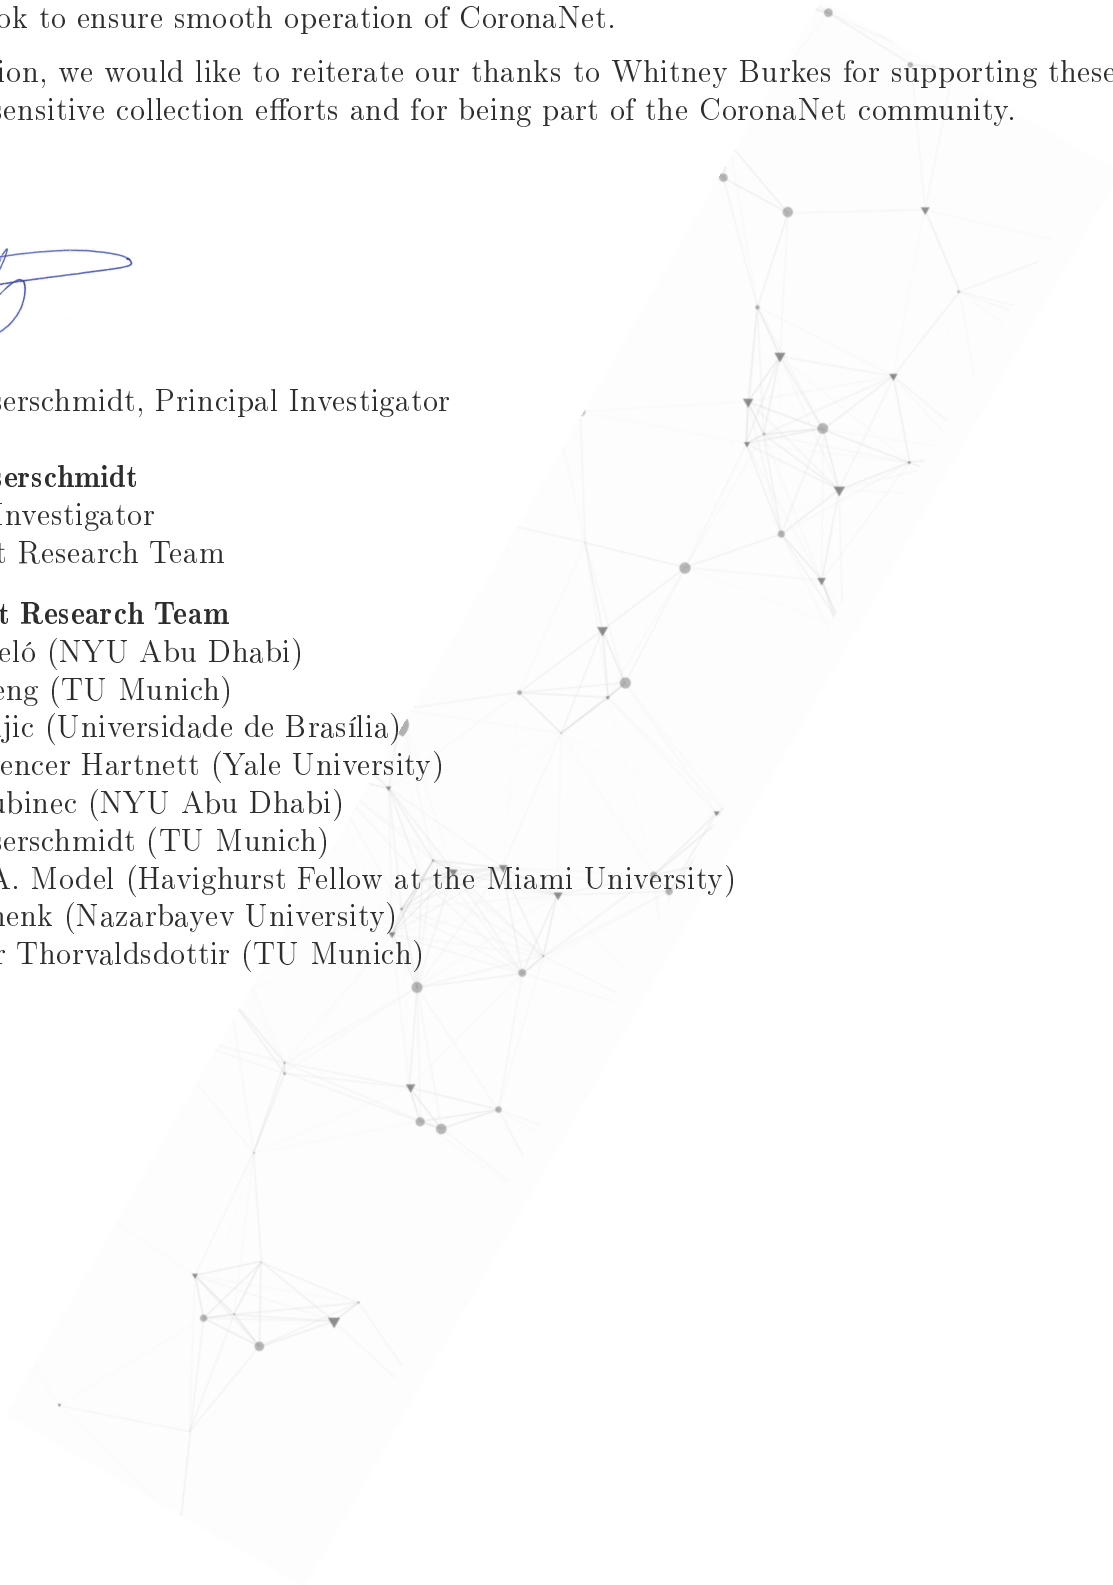 ok to ensure smooth operation of CoronaNet.
ion, we would like to reiterate our thanks to Whitney Burkes for supporting these
sensitive collection efforts and for being part of the CoronaNet community.
serschmidt, Principal Investigator
serschmidt
Investigator
t Research Team
t Research Team
eló (NYU Abu Dhabi)
eng (TU Munich)
jic (Universidade de Brasília)
encer Hartnett (Yale University)
ubinec (NYU Abu Dhabi)
serschmidt (TU Munich)
A. Model (Havighurst Fellow at the Miami University)
henk (Nazarbayev University)
r Thorvaldsdottir (TU Munich)